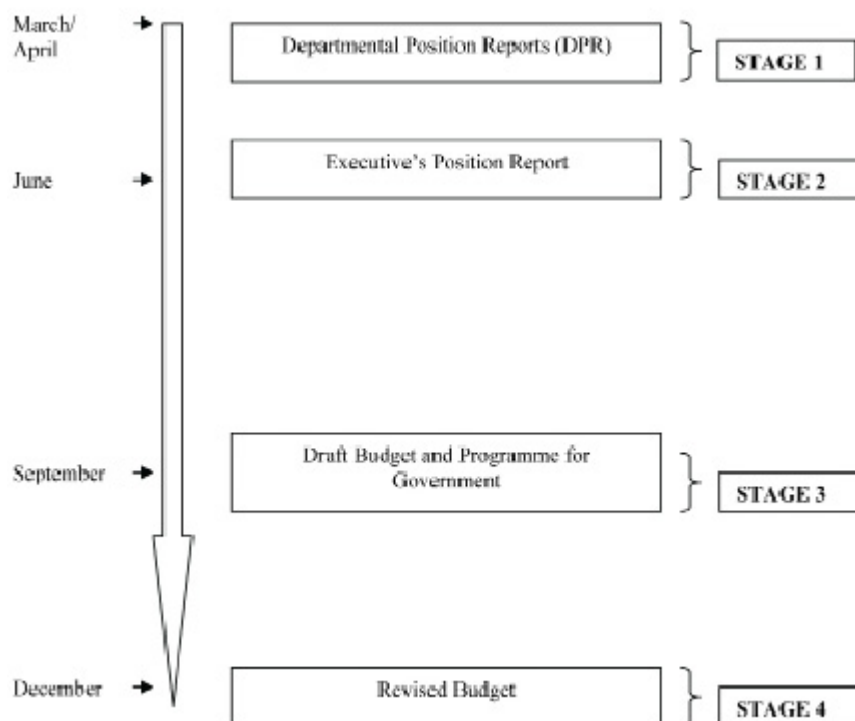 March/
April
Departmental Position Reports (DPR)
STAGE 1
June
Executive's Position Report
STAGE 2
September
Draft Budget and Programme for
Government
STAGE 3
December
Revised Budget
STAGE 4